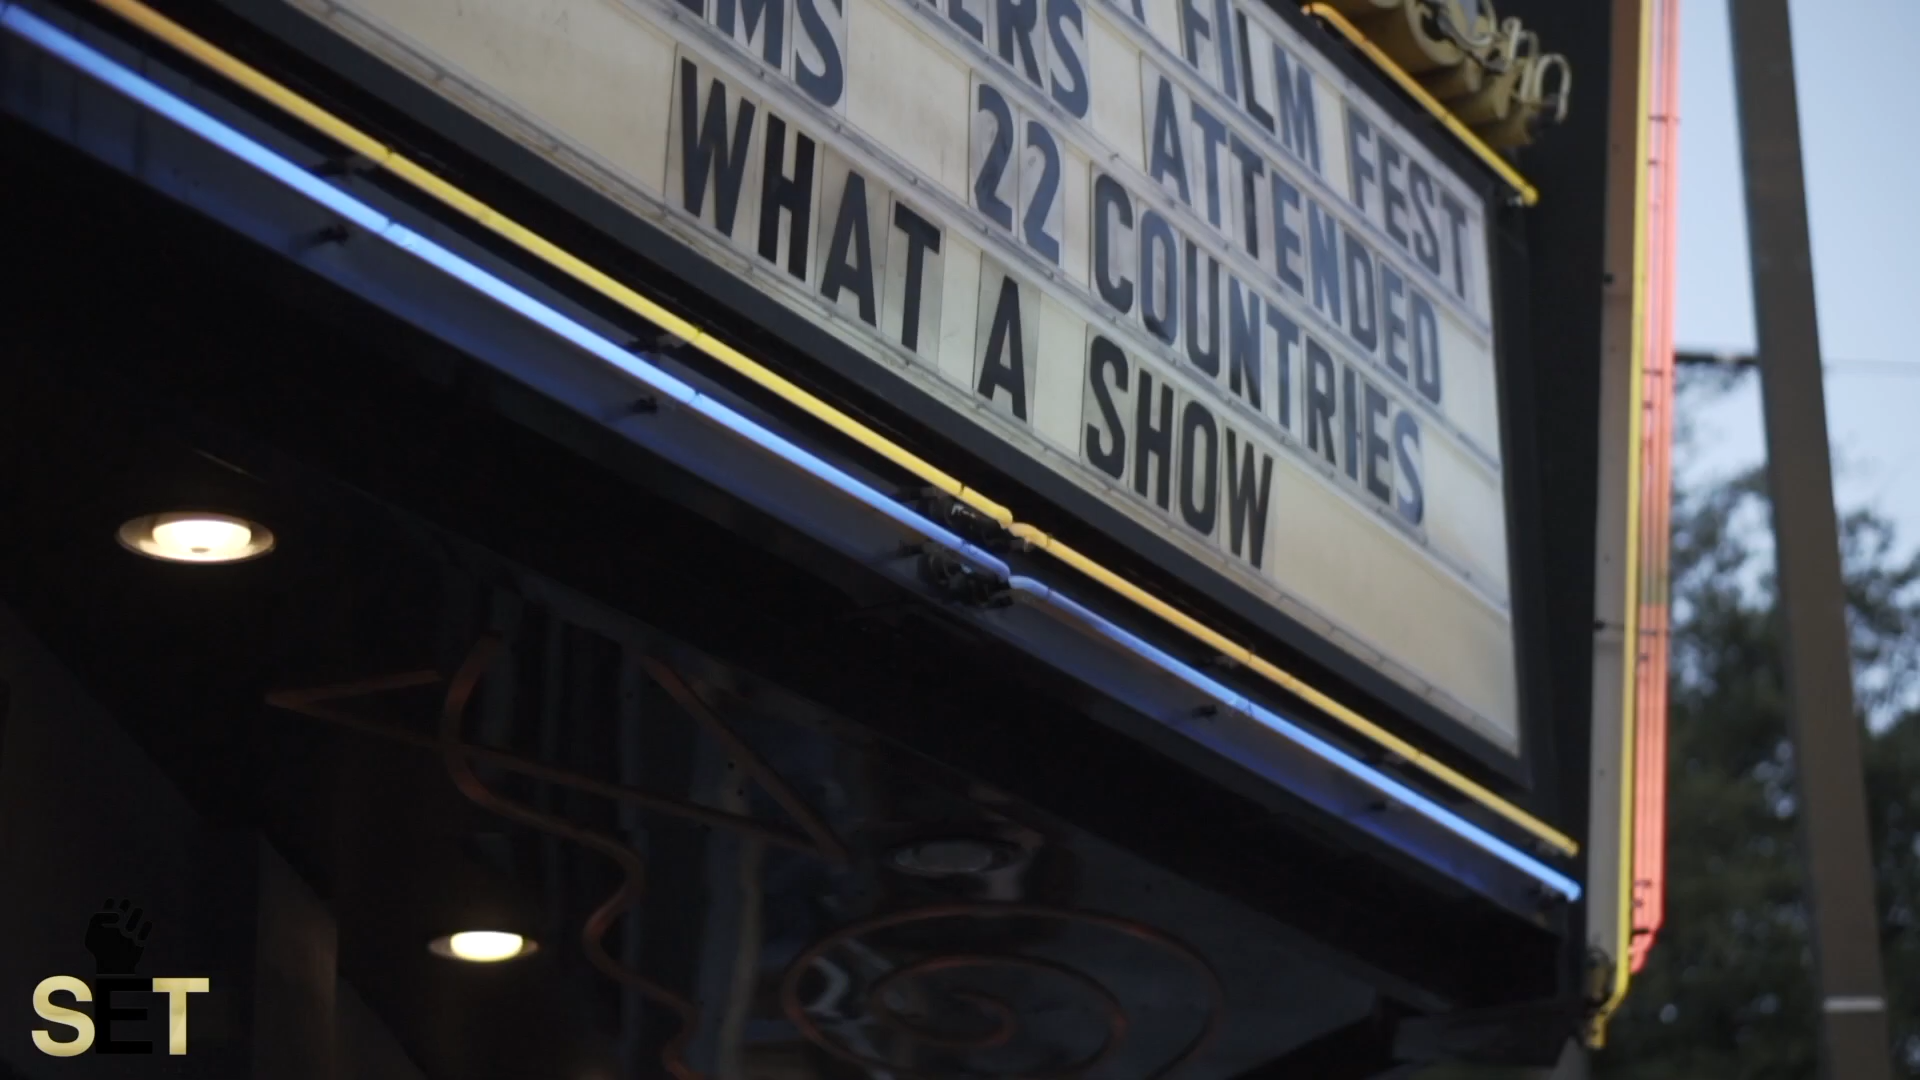 FILM FEST
ATTENDED
22 COUNTRIES
WHAT A SHOW
SET